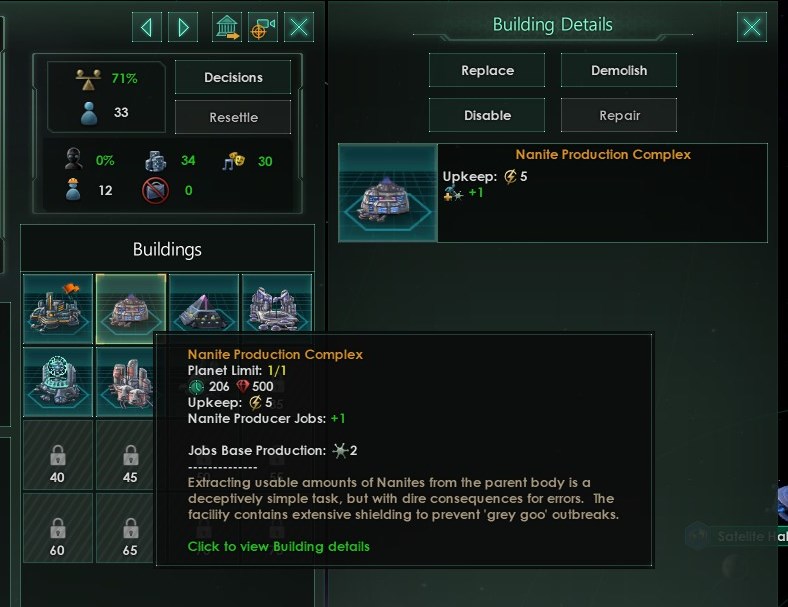 Building Details
71%
Decisions
Replace
Demolish
33
Resettle
Disable
Repair
0%
34
30
Nanite Production Complex
12
0
Upkeep: 5
+1
Buildings
Nanite Production Complex
Planet Limit: 1/1
206 500
Upkeep: 5
Nanite Producer Jobs: +1
Jobs Base Production: 2
--------------
Extracting usable amounts of Nanites from the parent body is a
deceptively simple task, but with dire consequences for errors. The
facility contains extensive shielding to prevent 'grey goo' outbreaks.
Click to view Building details
40
45
60
65
Satelite Hal